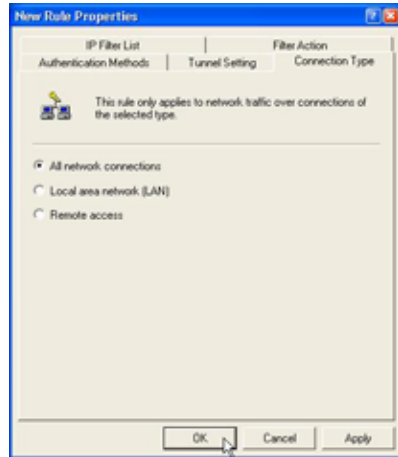 New Rule Properties
IP Filter List
Filter Action
Authentication Methods
Tunnel Setting
Connection Type
This rule only applies to network traffic over connections of
the selected type.
All network connections
Local area network (LAN)
Remote access
OK
Cancel
Apply